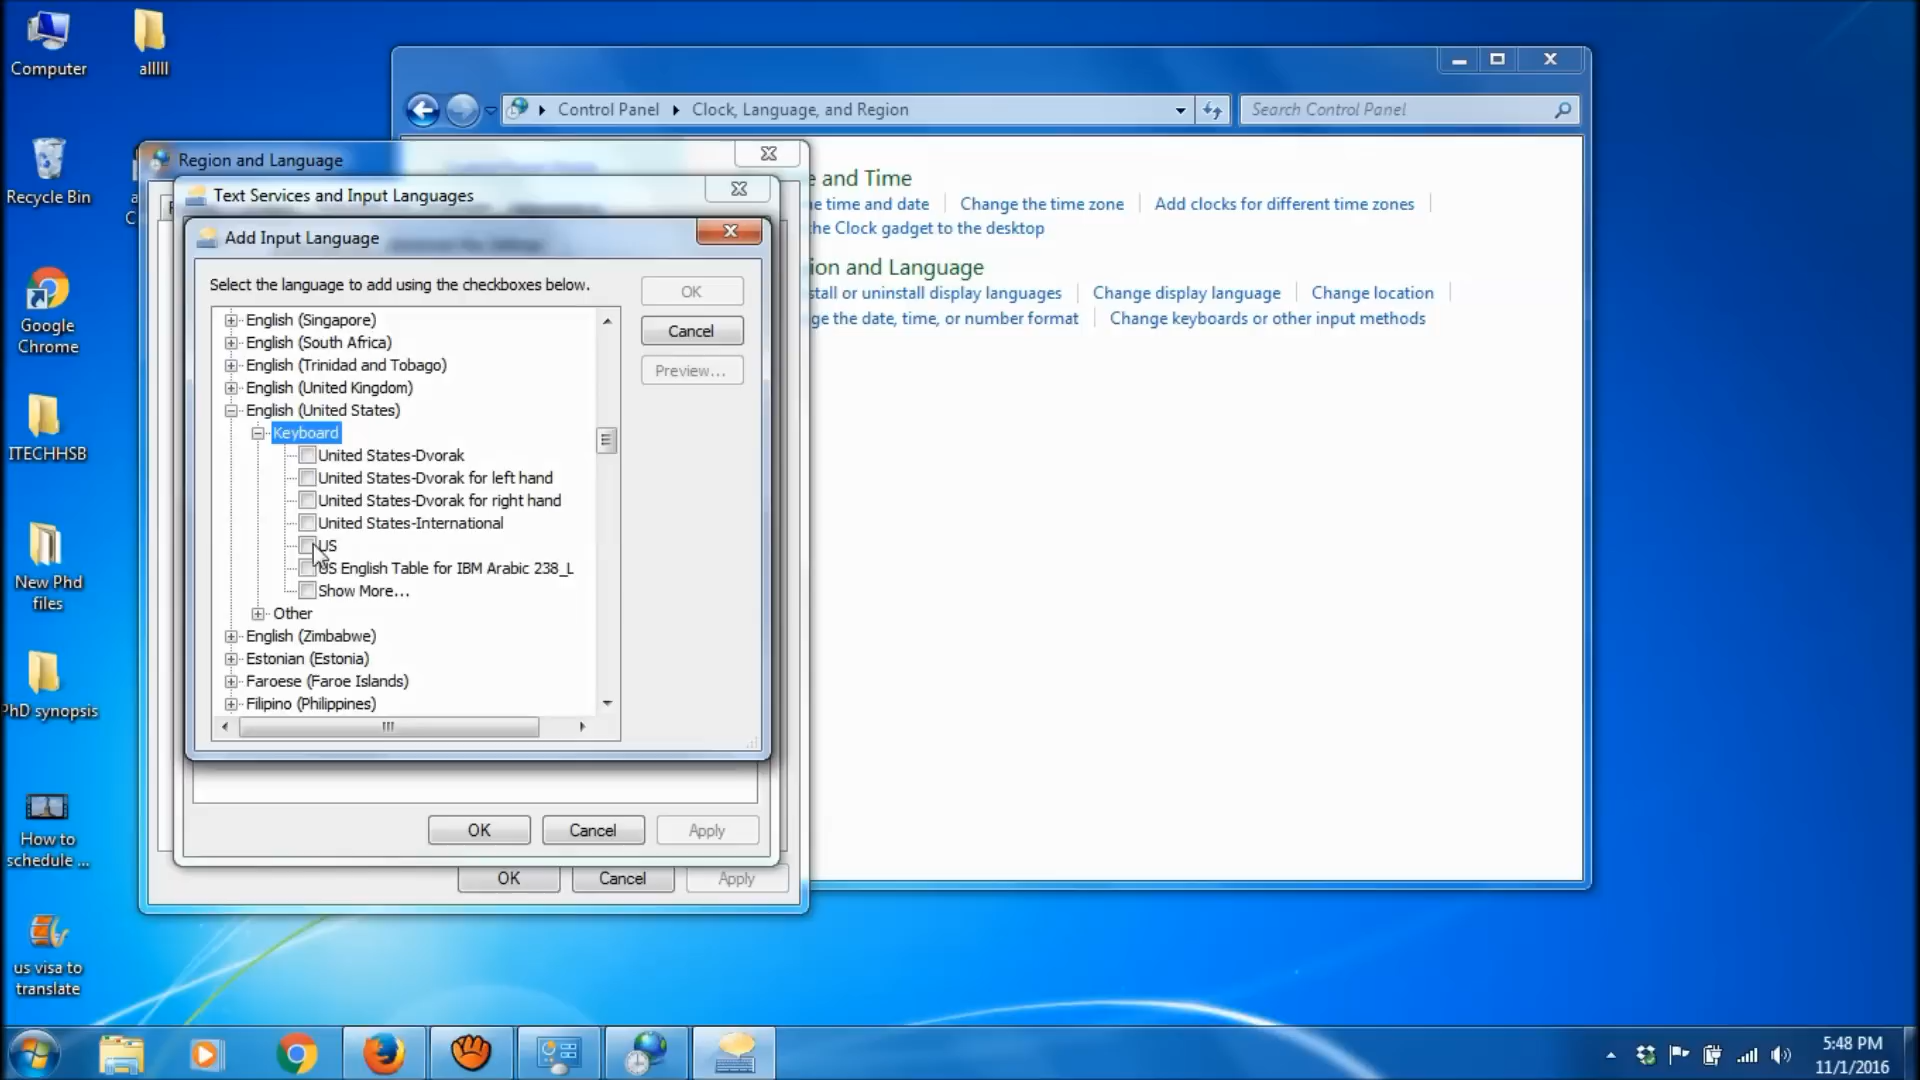 Computer
alllll
Recycle Bin
Google
Chrome
ITECHHSB
New Phd
files
PhD synopsis
How to
schedule ...
us visa to
translate
Control Panel
Clock, Language, and Region
Search Control Panel
e and Time
e time and date
Change the time zone
Add clocks for different time zones
he Clock gadget to the desktop
ion and Language
stall or uninstall display languages
Change display language
Change location
ge the date, time, or number format
Change keyboards or other input methods
Region and Language
Text Services and Input Languages
Add Input Language
Select the language to add using the checkboxes below.
OK
Cancel
Preview...
English (Singapore)
English (South Africa)
English (Trinidad and Tobago)
English (United Kingdom)
English (United States)
Keyboard
United States-Dvorak
United States-Dvorak for left hand
United States-Dvorak for right hand
United States-International
US
US English Table for IBM Arabic 238_L
Show More...
Other
English (Zimbabwe)
Estonian (Estonia)
Faroese (Faroe Islands)
Filipino (Philippines)
OK
Cancel
Apply
OK
Cancel
Apply
5:48 PM
11/1/2016